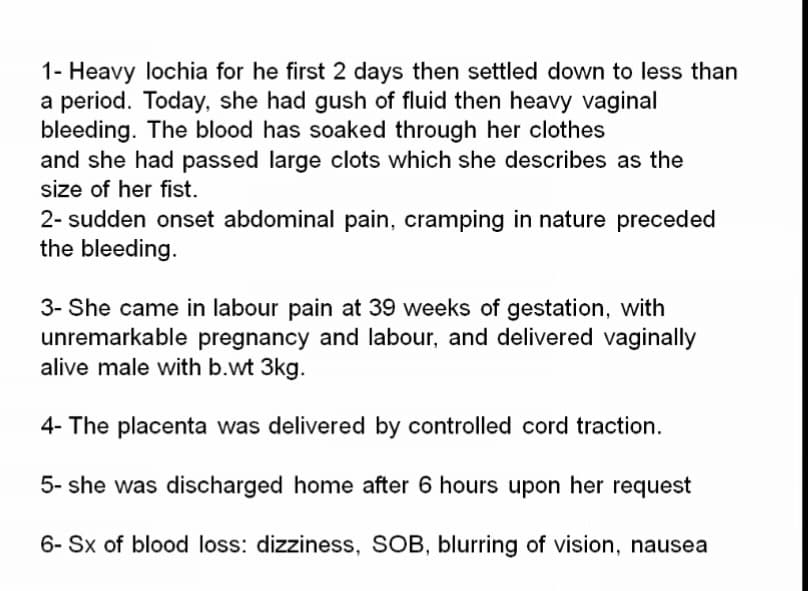 1- Heavy lochia for he first 2 days then settled down to less than
a period. Today, she had gush of fluid then heavy vaginal
bleeding. The blood has soaked through her clothes
and she had passed large clots which she describes as the
size of her fist.
2- sudden onset abdominal pain, cramping in nature preceded
the bleeding.
3- She came in labour pain at 39 weeks of gestation, with
unremarkable pregnancy and labour, and delivered vaginally
alive male with b.wt 3kg.
4- The placenta was delivered by controlled cord traction.
5- she was discharged home after 6 hours upon her request
6- Sx of blood loss: dizziness, SOB, blurring of vision, nausea